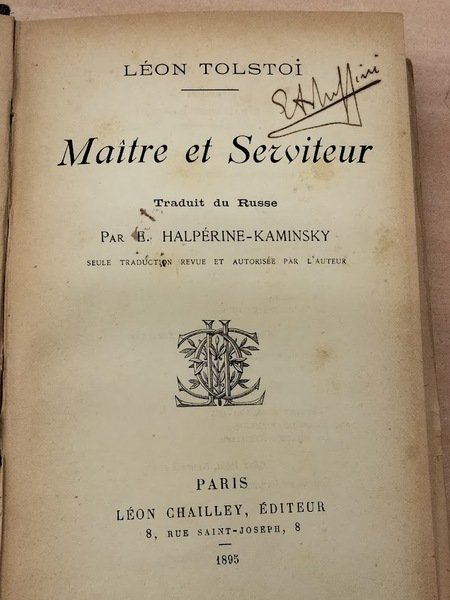 LÉON TOLSTOÏ
Maître et Serviteur
Traduit du Russe
PAR E. HALPÉRINE-KAMINSKY
SEULE TRADUCTION REVUE ET AUTORISÉE PAR L'AUTEUR
PARIS
LÉON CHAILLEY, ÉDITEUR
8, RUE SAINT-JOSEPH, 8
1895